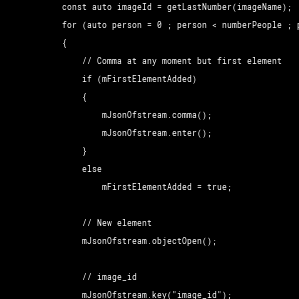 const auto imageId = getLastNumber(imageName);
for (auto person = 0 ; person < numberPeople ;
{
// Comma at any moment but first element
if (mFirstElementAdded)
{
mJsonOfstream.comma();
mJsonOfstream.enter();
}
else
mFirstElementAdded = true;
// New element
mJsonOfstream.objectOpen();
// image_id
mJsonOfstream.key("image_id");